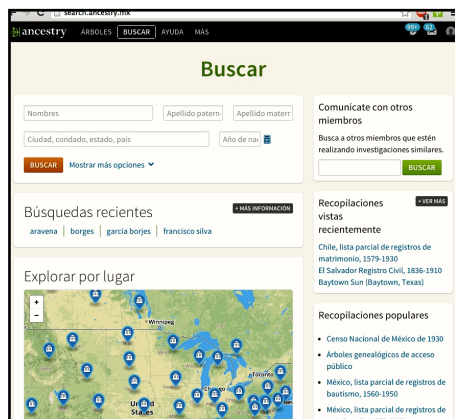 search.ancestry.mx
ancestry ÁRBOLES BUSCAR AYUDA MÁS
99+ 62
Buscar
Nombres Apellido patern Apellido matern
Ciudad, condado, estado, país Año de nac
BUSCAR Mostrar más opciones
Búsquedas recientes + MÁS INFORMACIÓN
aravena borges garcia borjes francisco silva
Explorar por lugar
+
−
Winnipeg
Toronto
Chicago
United
States
Comunícate con otros
miembros
Busca a otros miembros que estén
realizando investigaciones similares.
BUSCAR
Recopilaciones + VER MÁS
vistas
recientemente
Chile, lista parcial de registros de
matrimonio, 1579-1930
El Salvador Registro Civil, 1836-1910
Baytown Sun (Baytown, Texas)
Recopilaciones populares
• Censo Nacional de México de 1930
• Árboles genealógicos de acceso
público
• México, lista parcial de registros de
bautismo, 1560-1950
• México, lista parcial de registros de